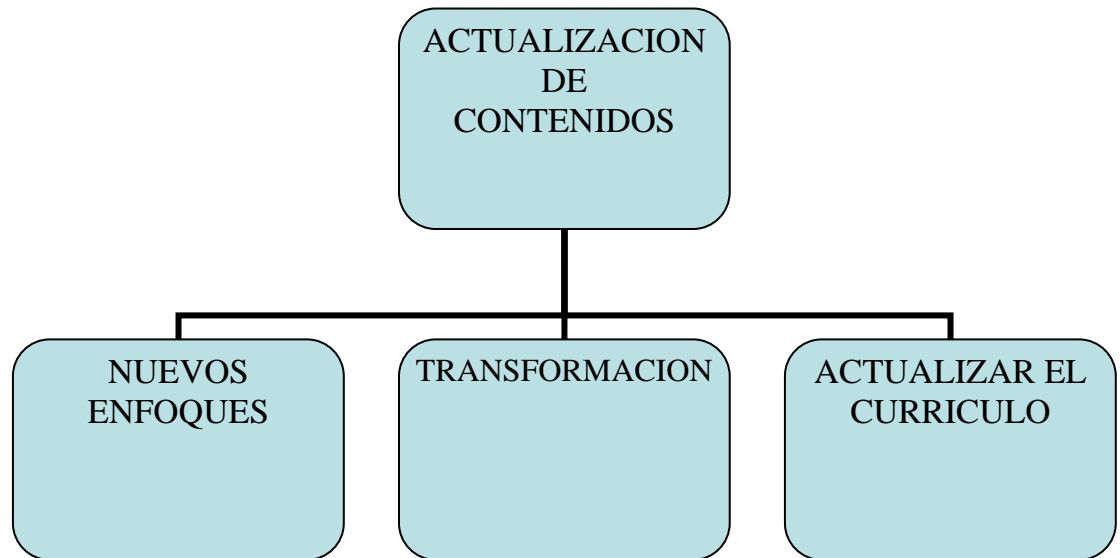 ACTUALIZACION
DE
CONTENIDOS
NUEVOS
ENFOQUES
TRANSFORMACION
ACTUALIZAR EL
CURRICULO